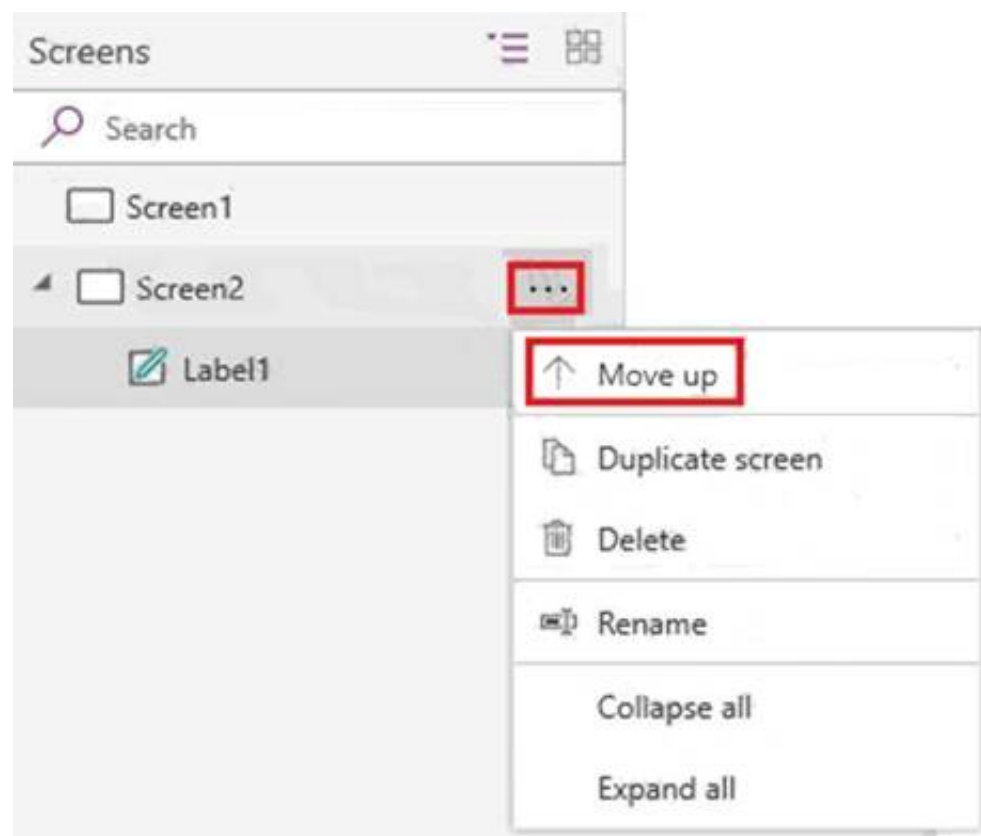 Screens
Search
Screen1
Screen2
...
Label1
Move up
Duplicate screen
Delete
Rename
Collapse all
Expand all